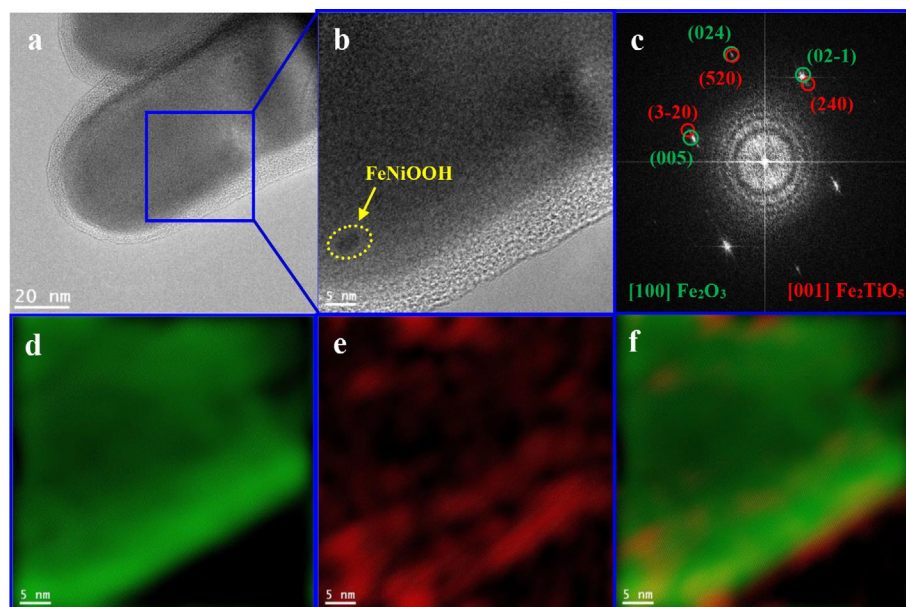 a
b
c
FeNiOOH
(024)
(520)
(02-1)
(240)
(3-20)
(005)
20 nm
5 nm
[100] Fe₂O₃
[001] Fe₂TiO₅
d
e
f
5 nm
5 nm
5 nm